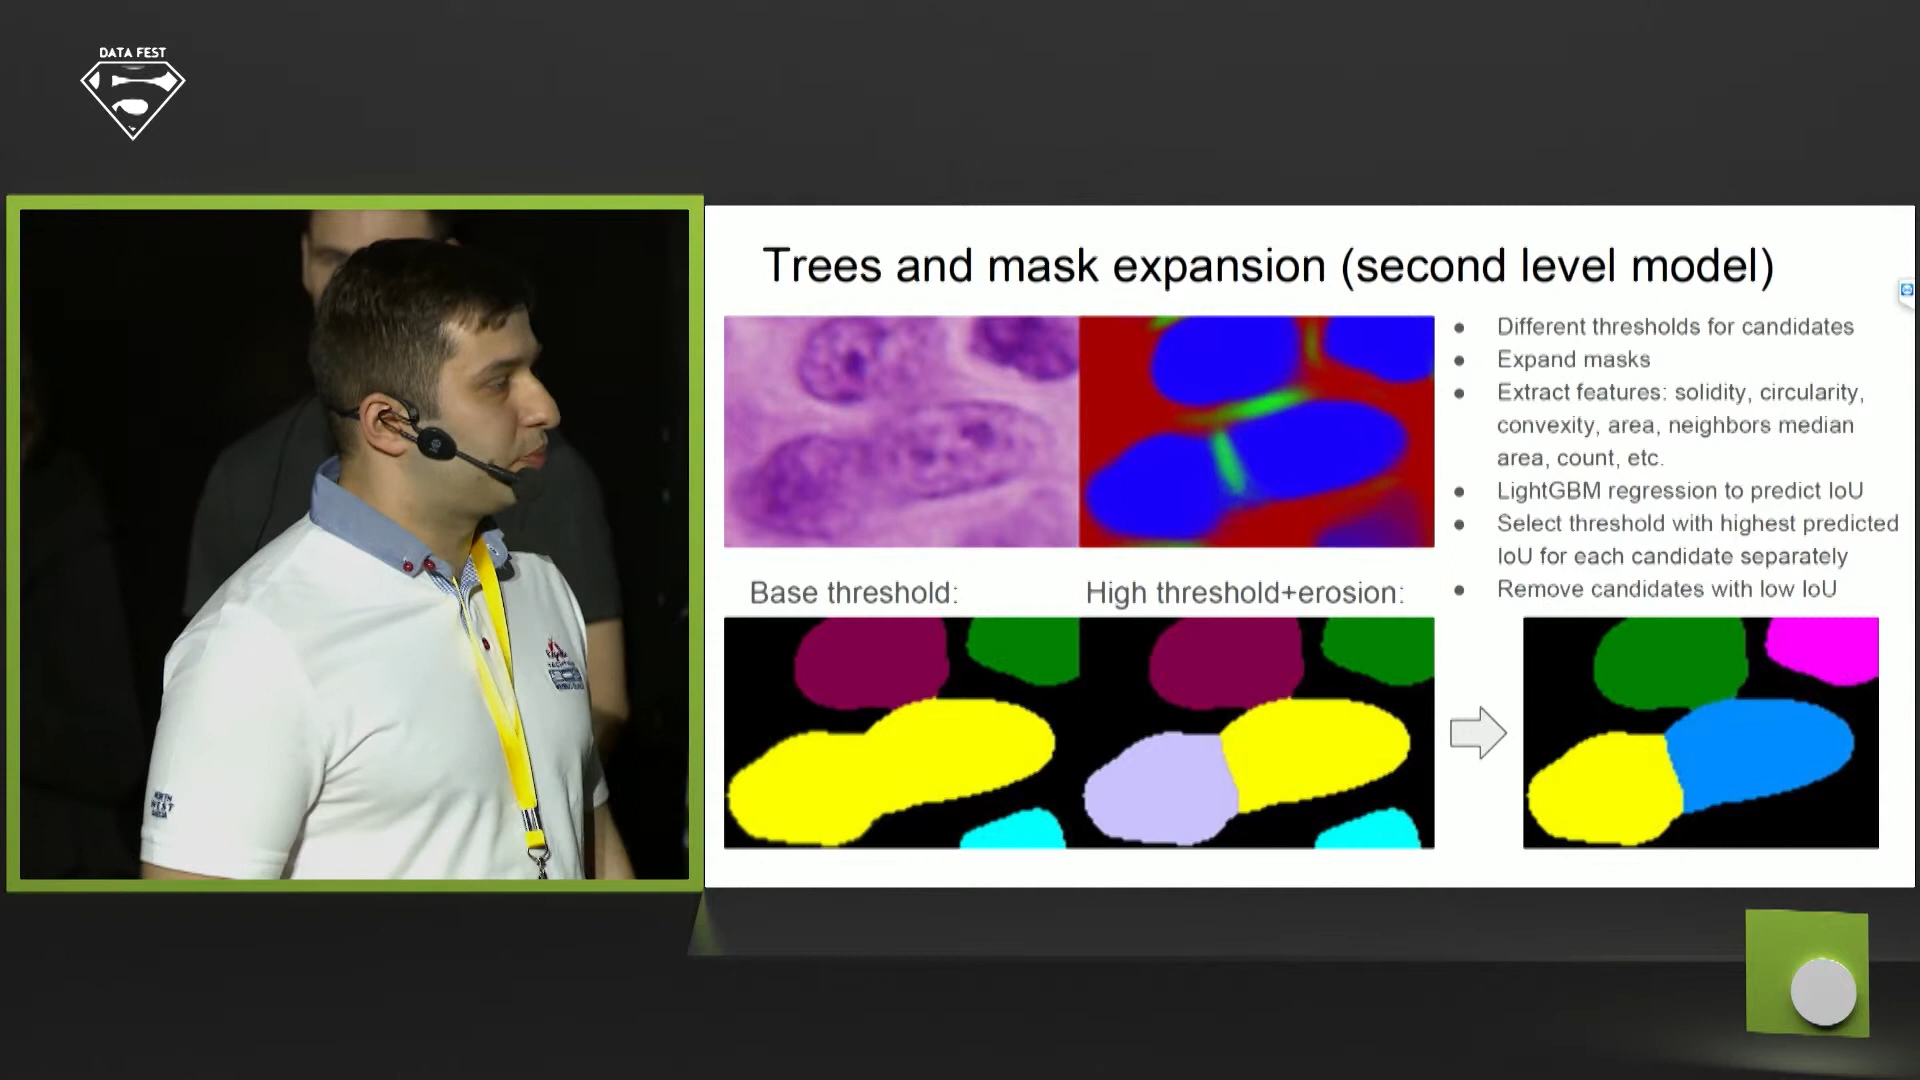 DATA FEST
Trees and mask expansion (second level model)
Different thresholds for candidates
Expand masks
Extract features: solidity, circularity,
convexity, area, neighbors median
area, count, etc.
LightGBM regression to predict IoU
Select threshold with highest predicted
IoU for each candidate separately
Remove candidates with low IoU
Base threshold:
High threshold+erosion:
NORTH
WEST